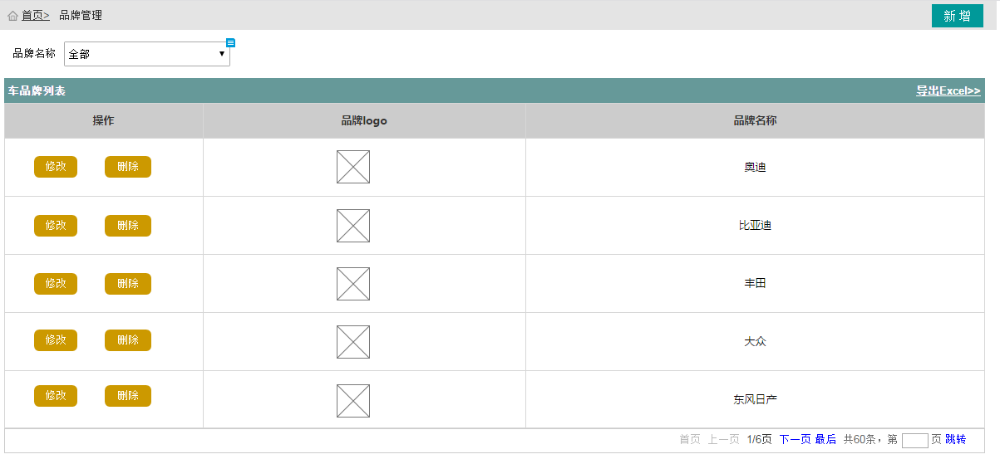 首页> 品牌管理 新 增
品牌名称 全部
车品牌列表 导出Excel>>
操作 品牌logo 品牌名称
修改 删除 奥迪
修改 删除 比亚迪
修改 删除 丰田
修改 删除 大众
修改 删除 东风日产
首页 上一页 1/6页 下一页 最后 共60条，第 页 跳转